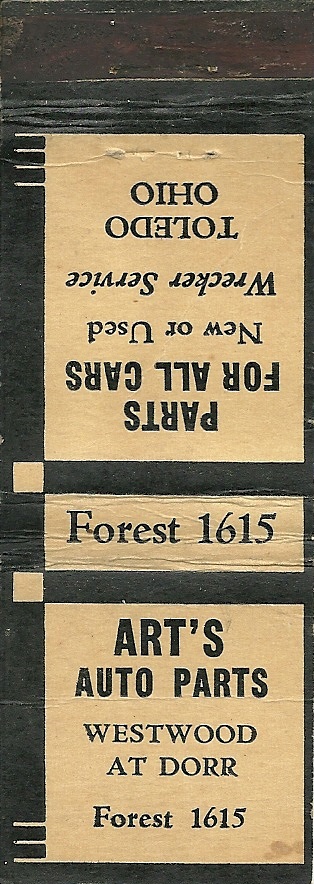 PARTS
FOR ALL CARS
New or Used
Wrecker Service
TOLEDO
OHIO
Forest 1615
ART'S
AUTO PARTS
WESTWOOD
AT DORR
Forest 1615